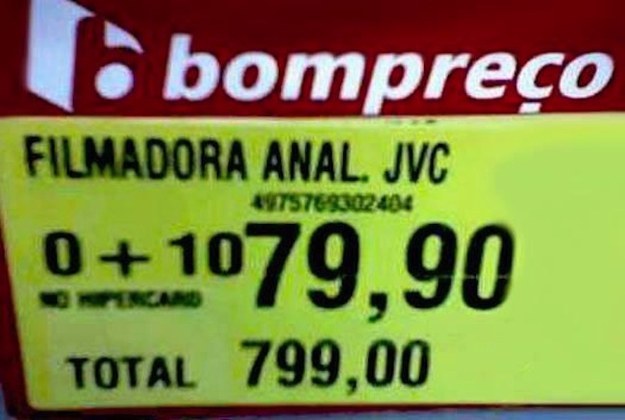 bompreço
FILMADORA ANAL. JVC
4975769302404
0 + 10 79,90
NO HIPERCARD
TOTAL 799,00